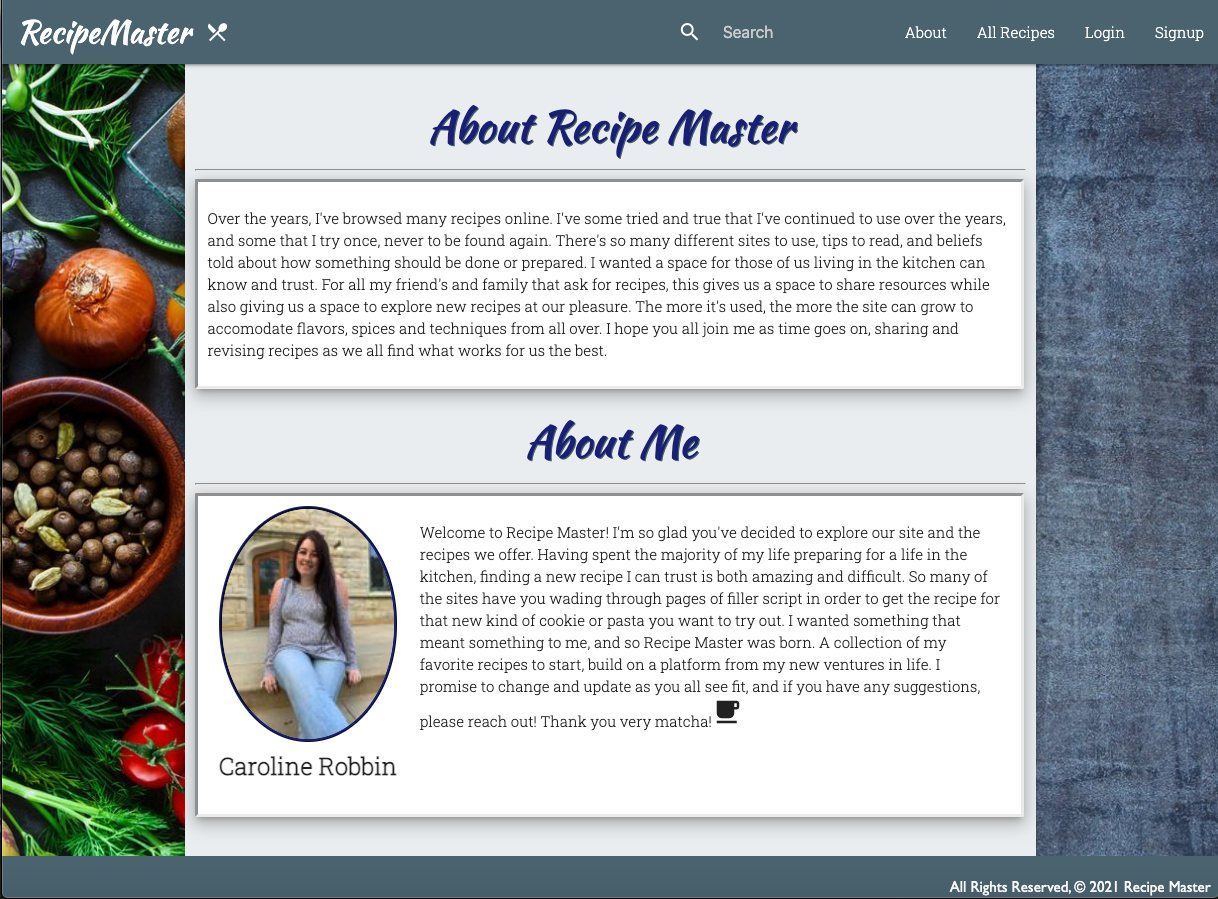 RecipeMaster
Search
About
All Recipes
Login
Signup
About Recipe Master
Over the years, I've browsed many recipes online. I've some tried and true that I've continued to use over the years,
and some that I try once, never to be found again. There's so many different sites to use, tips to read, and beliefs
told about how something should be done or prepared. I wanted a space for those of us living in the kitchen can
know and trust. For all my friend's and family that ask for recipes, this gives us a space to share resources while
also giving us a space to explore new recipes at our pleasure. The more it's used, the more the site can grow to
accomodate flavors, spices and techniques from all over. I hope you all join me as time goes on, sharing and
revising recipes as we all find what works for us the best.
About Me
Welcome to Recipe Master! I'm so glad you've decided to explore our site and the
recipes we offer. Having spent the majority of my life preparing for a life in the
kitchen, finding a new recipe I can trust is both amazing and difficult. So many of
the sites have you wading through pages of filler script in order to get the recipe for
that new kind of cookie or pasta you want to try out. I wanted something that
meant something to me, and so Recipe Master was born. A collection of my
favorite recipes to start, build on a platform from my new ventures in life. I
promise to change and update as you all see fit, and if you have any suggestions,
please reach out! Thank you very matcha!
Caroline Robbin
All Rights Reserved, © 2021 Recipe Master